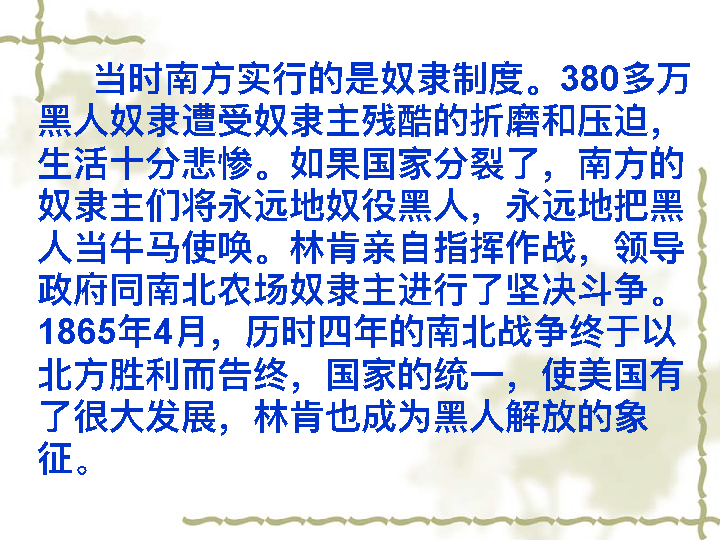 当时南方实行的是奴隶制度。380多万
黑人奴隶遭受奴隶主残酷的折磨和压迫，
生活十分悲惨。如果国家分裂了，南方的
奴隶主们将永远地奴役黑人，永远地把黑
人当牛马使唤。林肯亲自指挥作战，领导
政府同南北农场奴隶主进行了坚决斗争。
1865年4月，历时四年的南北战争终于以
北方胜利而告终，国家的统一，使美国有
了很大发展，林肯也成为黑人解放的象
征。